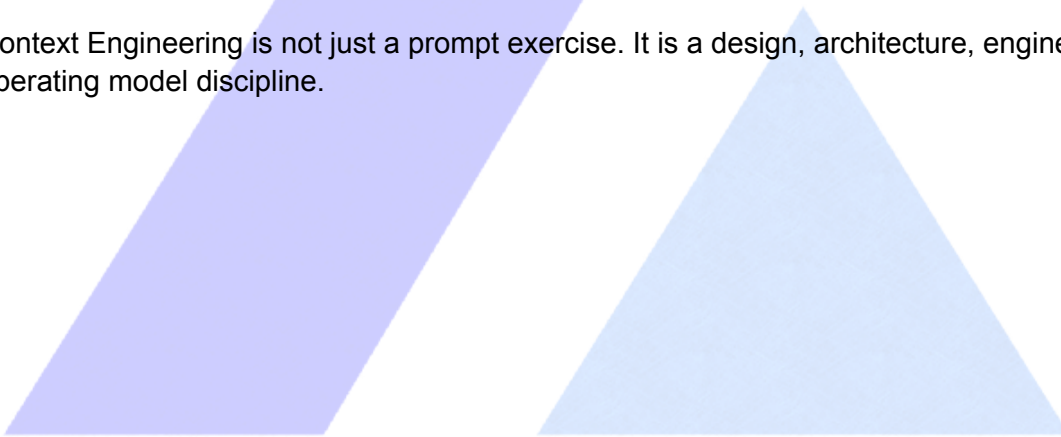 ontext Engineering is not just a prompt exercise. It is a design, architecture, engine
perating model discipline.